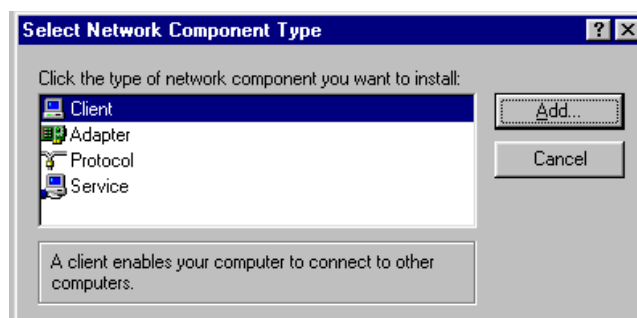 Select Network Component Type
Click the type of network component you want to install:
Client
Adapter
Protocol
Service
Add...
Cancel
A client enables your computer to connect to other
computers.